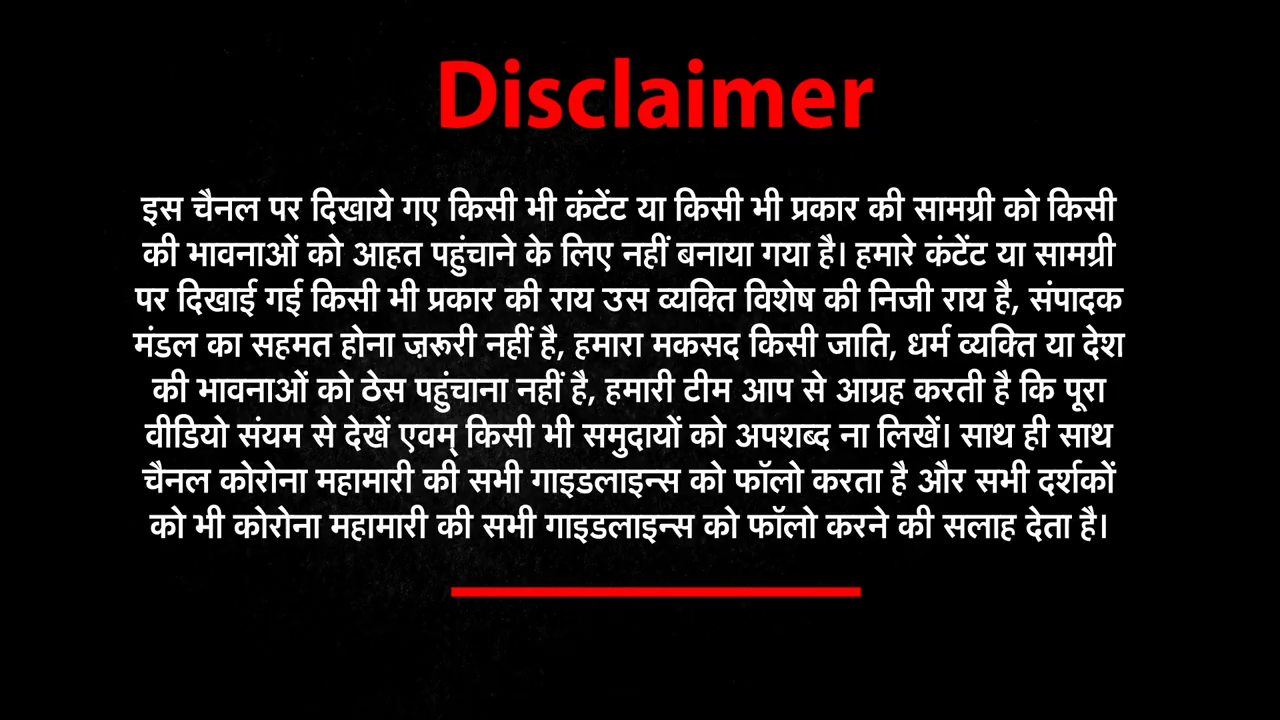 Disclaimer
इस चैनल पर दिखाये गए किसी भी कंटेंट या किसी भी प्रकार की सामग्री को किसी
की भावनाओं को आहत पहुंचाने के लिए नहीं बनाया गया है। हमारे कंटेंट या सामग्री
पर दिखाई गई किसी भी प्रकार की राय उस व्यक्ति विशेष की निजी राय है, संपादक
मंडल का सहमत होना ज़रूरी नहीं है, हमारा मकसद किसी जाति, धर्म व्यक्ति या देश
की भावनाओं को ठेस पहुंचाना नहीं है, हमारी टीम आप से आग्रह करती है कि पूरा
वीडियो संयम से देखें एवम् किसी भी समुदायों को अपशब्द ना लिखें। साथ ही साथ
चैनल कोरोना महामारी की सभी गाइडलाइन्स को फॉलो करता है और सभी दर्शकों
को भी कोरोना महामारी की सभी गाइडलाइन्स को फॉलो करने की सलाह देता है।